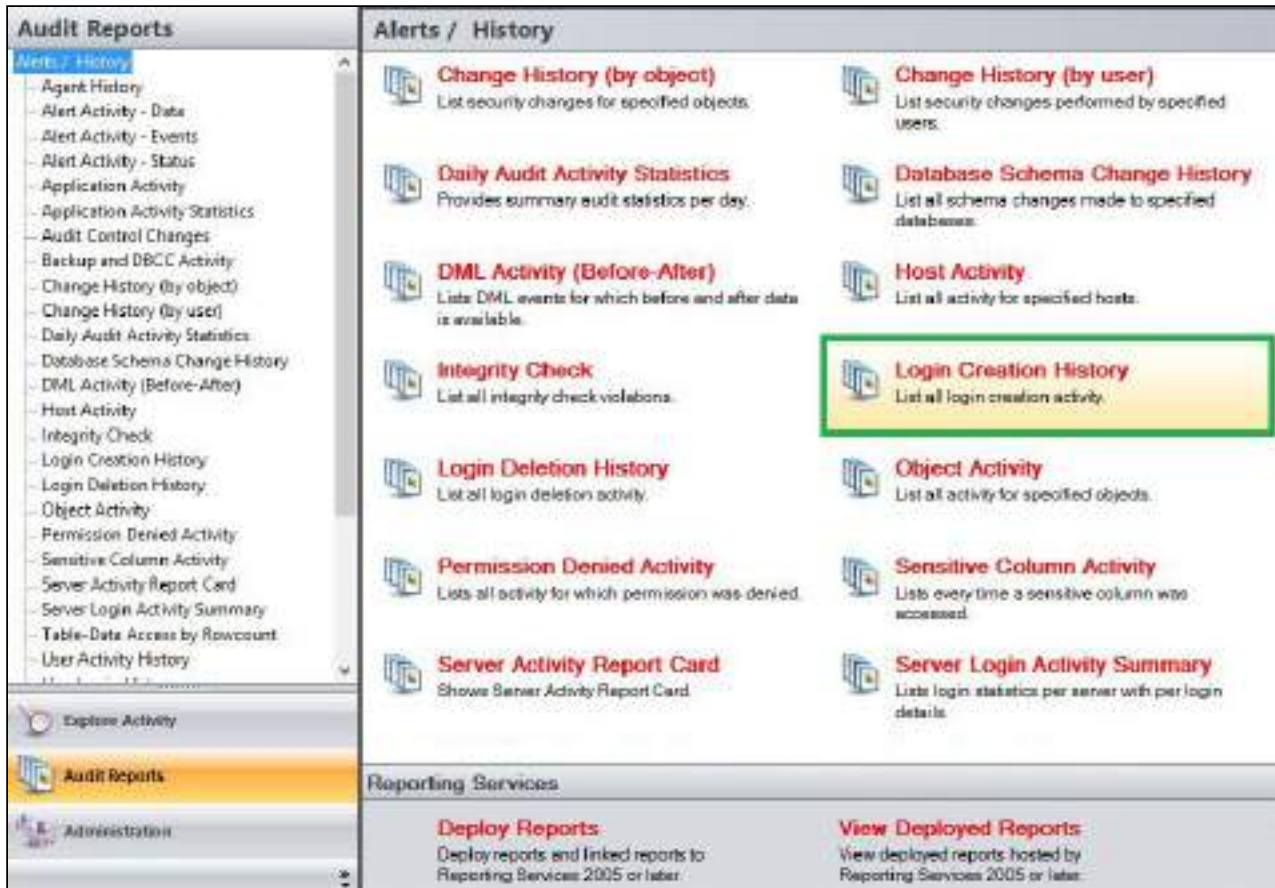 Audit Reports
Alerts / History
Agent History
Alert Activity - Data
Alert Activity - Events
Alert Activity - Status
Application Activity
Application Activity Statistics
Audit Control Changes
Backup and DBCC Activity
Change History (by object)
Change History (by user)
Daily Audit Activity Statistics
Database Schema Change History
DML Activity (Before-After)
Host Activity
Integrity Check
Login Creation History
Login Deletion History
Object Activity
Permission Denied Activity
Sensitive Column Activity
Server Activity Report Card
Server Login Activity Summary
Table-Data Access by Rowcount
User Activity History
Explore Activity
Audit Reports
Administration
Alerts / History
Change History (by object)
List security changes for specified objects.
Change History (by user)
List security changes performed by specified
users.
Daily Audit Activity Statistics
Provides summary audit statistics per day.
Database Schema Change History
List all schema changes made to specified
databases.
DML Activity (Before-After)
Lists DML events for which before and after data
is available.
Host Activity
List all activity for specified hosts.
Integrity Check
List all integrity check violations.
Login Creation History
List all login creation activity.
Login Deletion History
List all login deletion activity.
Object Activity
List all activity for specified objects.
Permission Denied Activity
Lists all activity for which permission was denied.
Sensitive Column Activity
Lists every time a sensitive column was
accessed.
Server Activity Report Card
Shows Server Activity Report Card
Server Login Activity Summary
Lists login statistics per server with per login
details.
Reporting Services
Deploy Reports
Deploy reports and linked reports to
Reporting Services 2005 or later
View Deployed Reports
View deployed reports hosted by
Reporting Services 2005 or later.